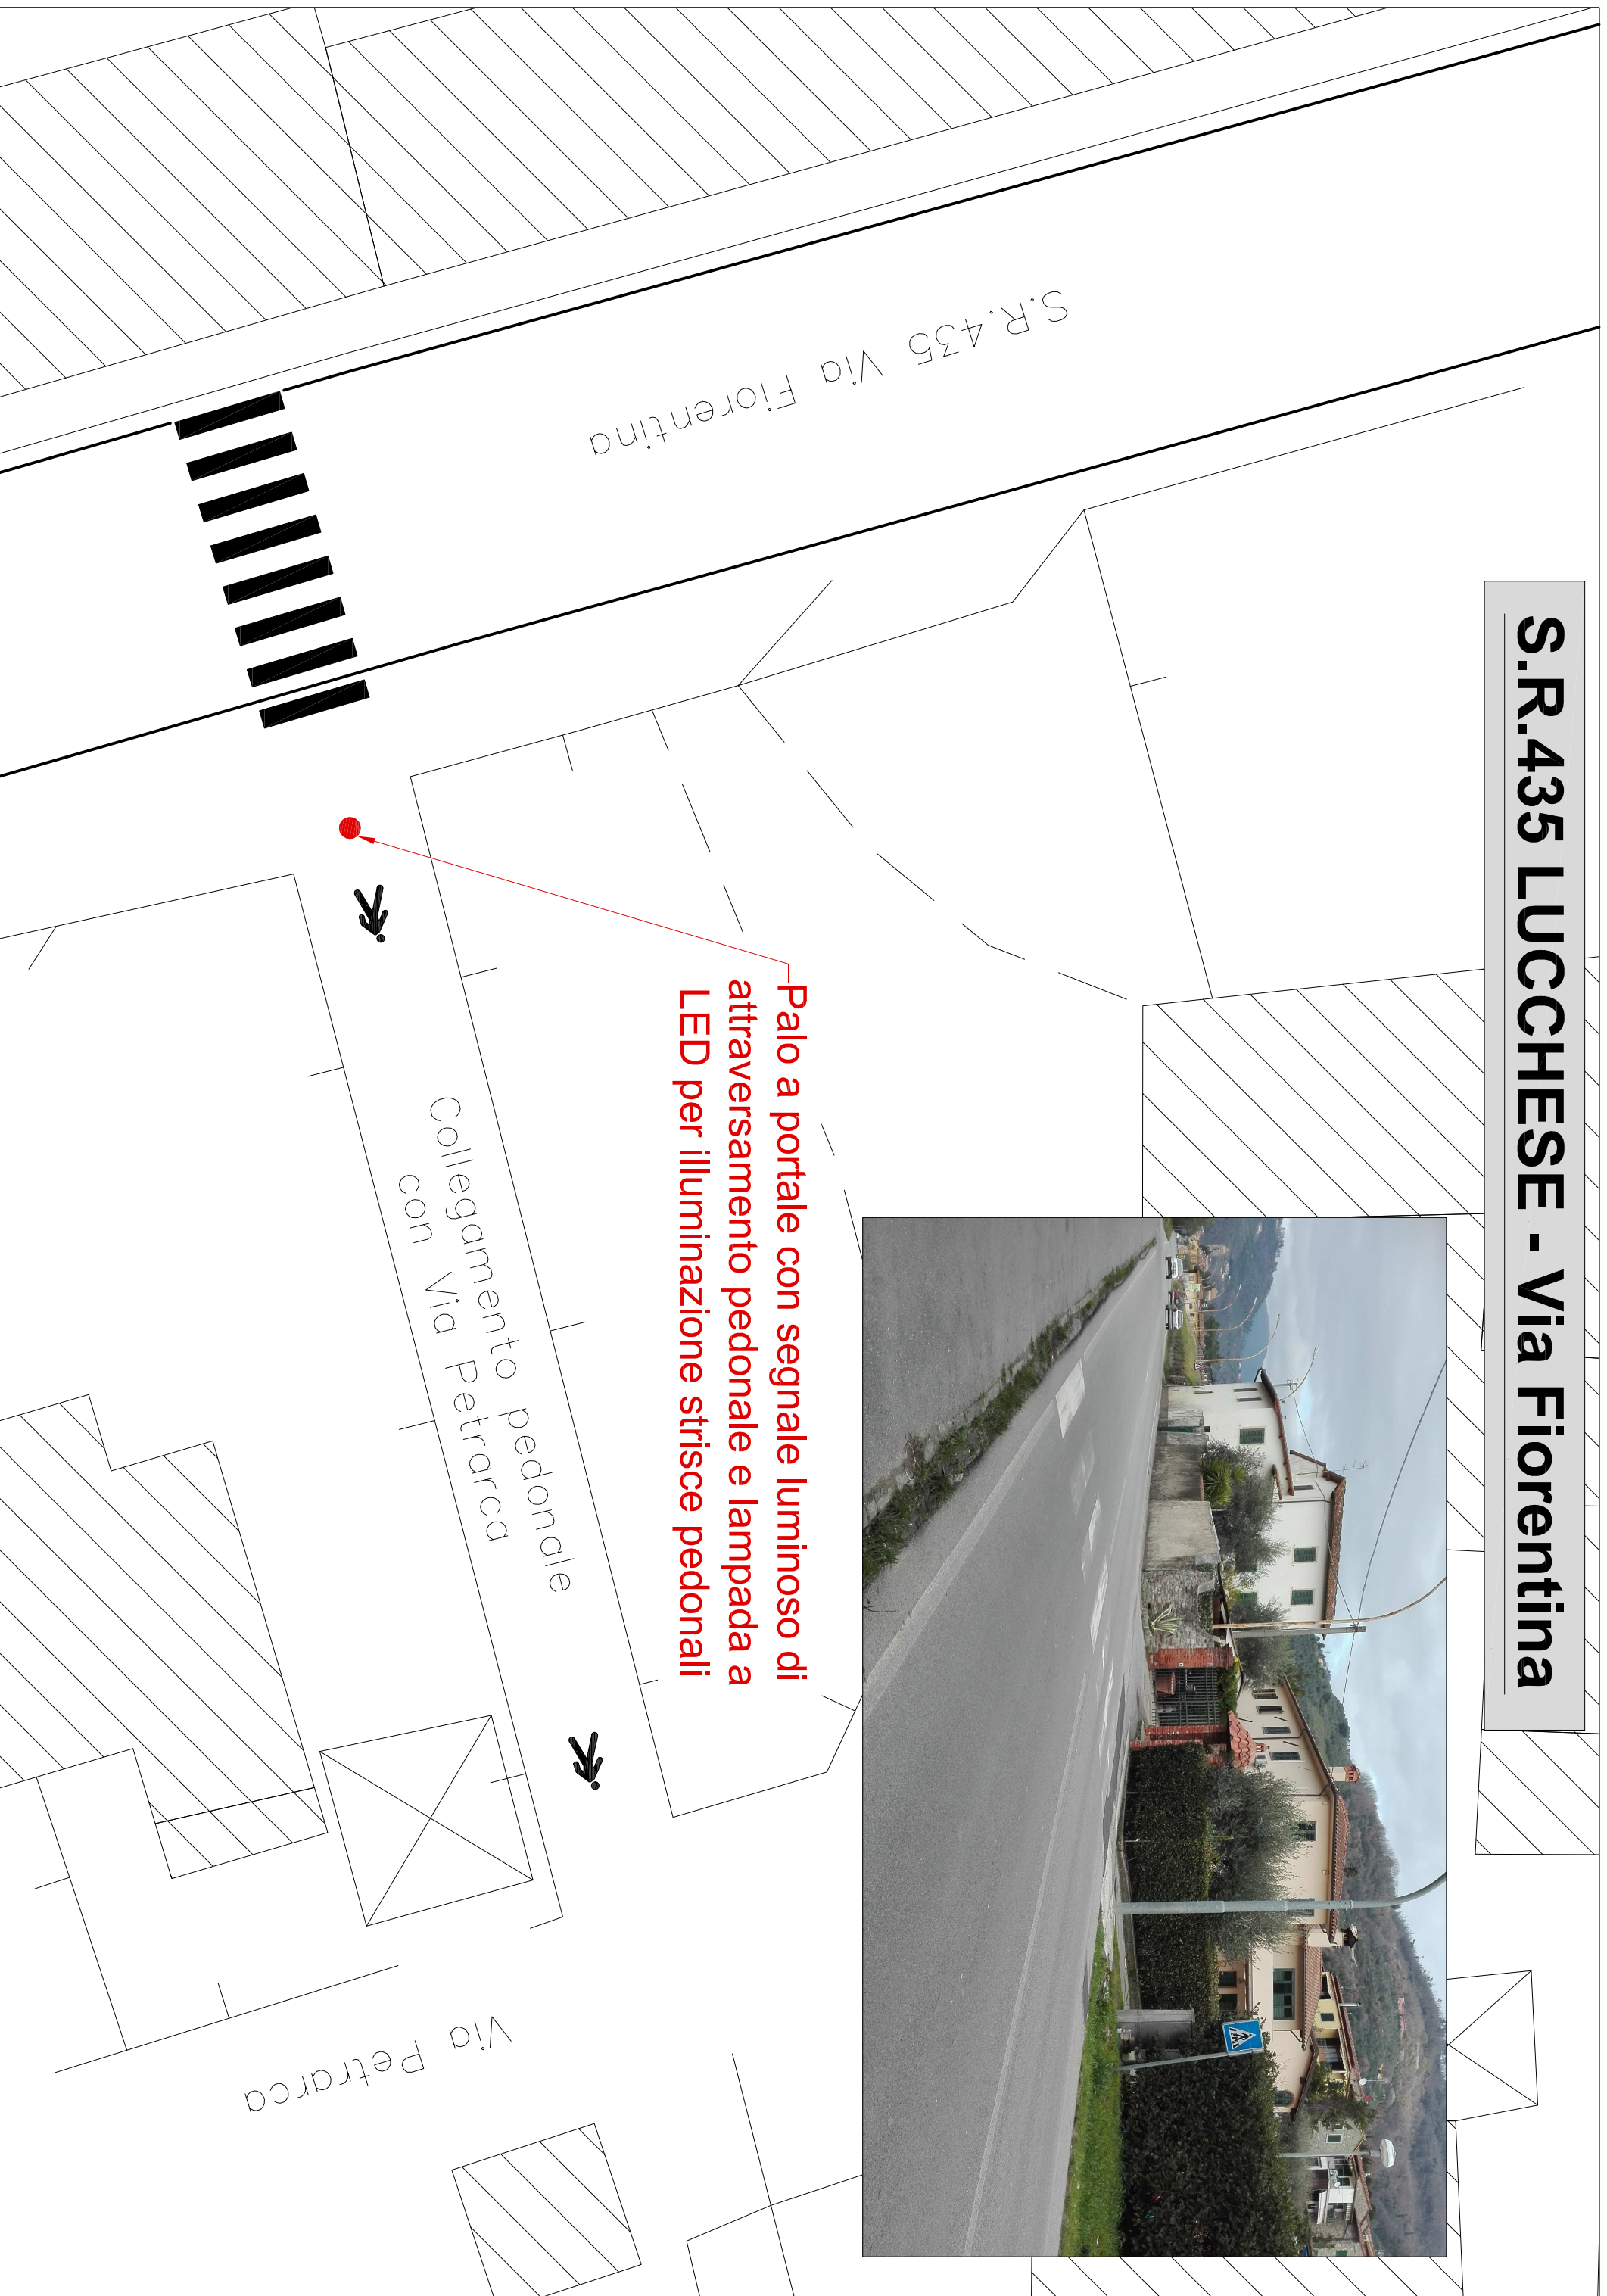 S.R.435 LUCCHESE - Via Fiorentina
S.R.435 Via Fiorentina
Palo a portale con segnale luminoso di
attraversamento pedonale e lampada a
LED per illuminazione strisce pedonali
Collegamento pedonale
con Via Petrarca
Via Petrarca